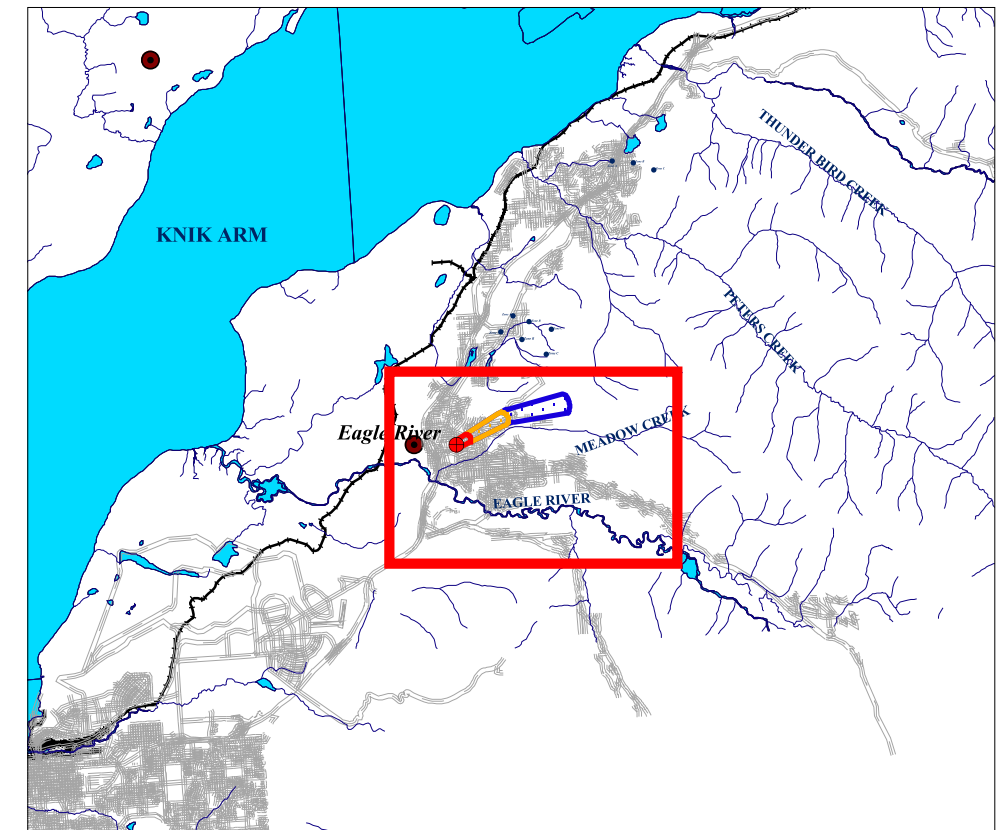 THUNDER BIRD CREEK
KNIK ARM
PETERS CREEK
MEADOW CREEK
Eagle River
EAGLE RIVER